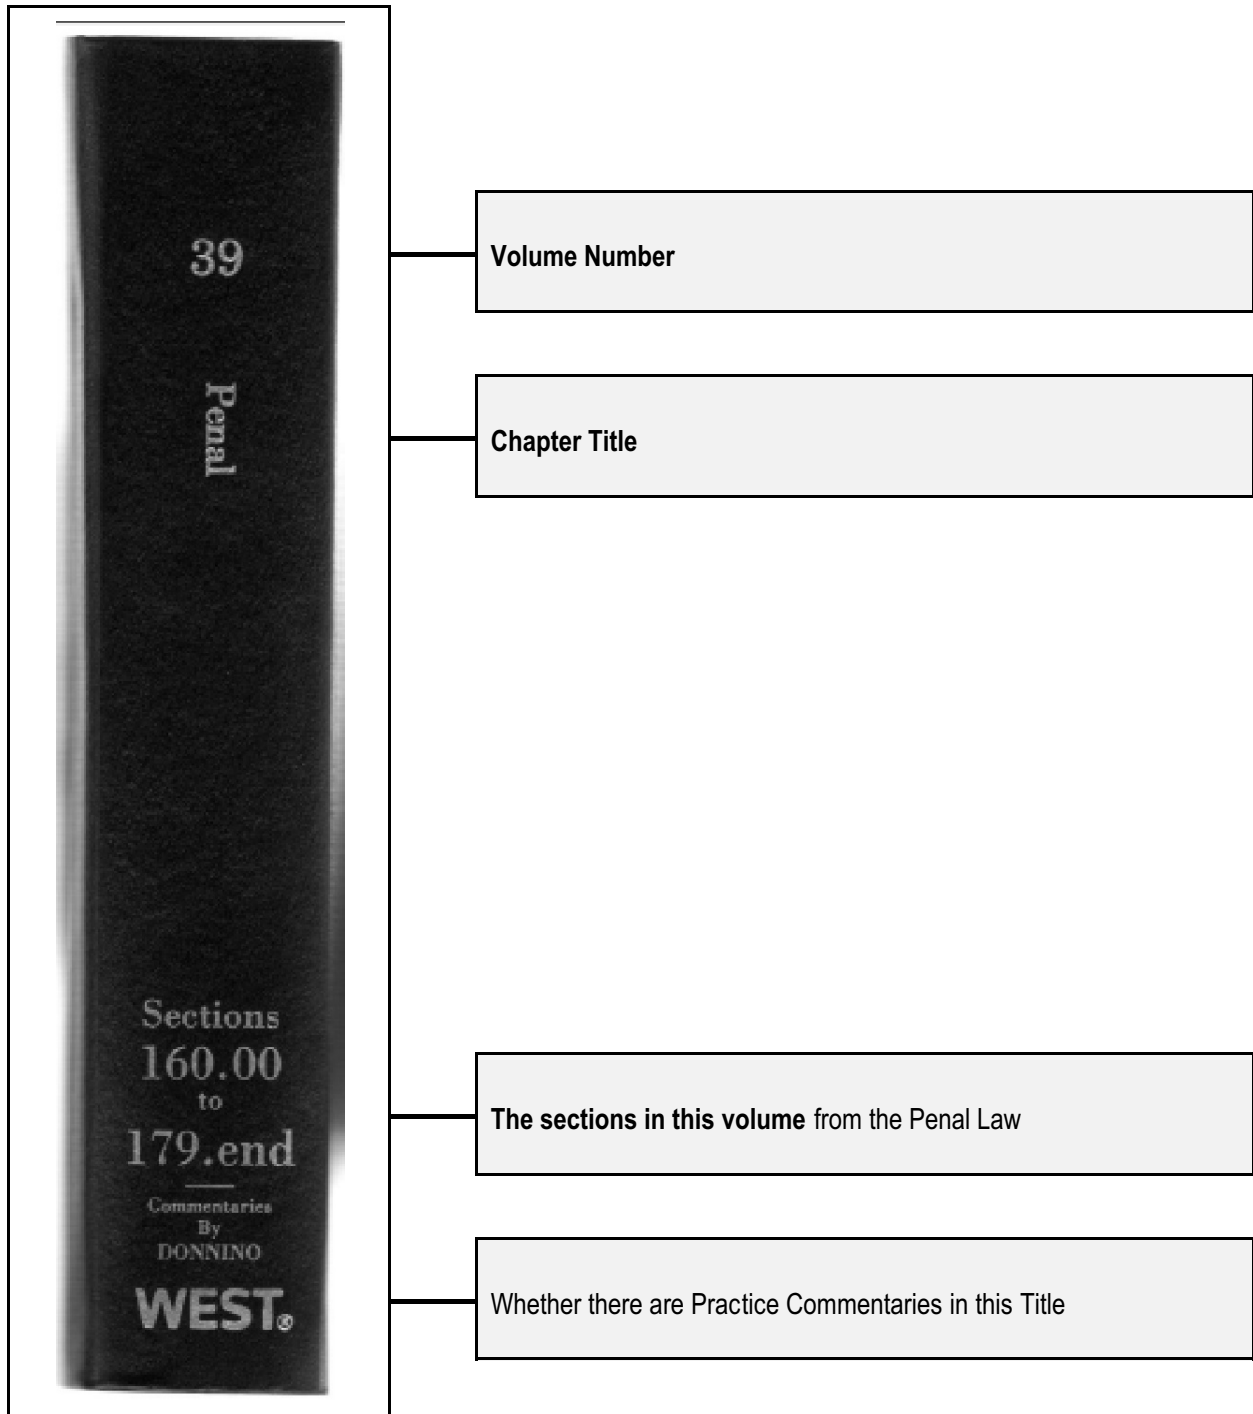 39
Penal
Sections
160.00
to
179.end
Commentaries
By
DONNINO
WEST®
Volume Number
Chapter Title
The sections in this volume from the Penal Law
Whether there are Practice Commentaries in this Title